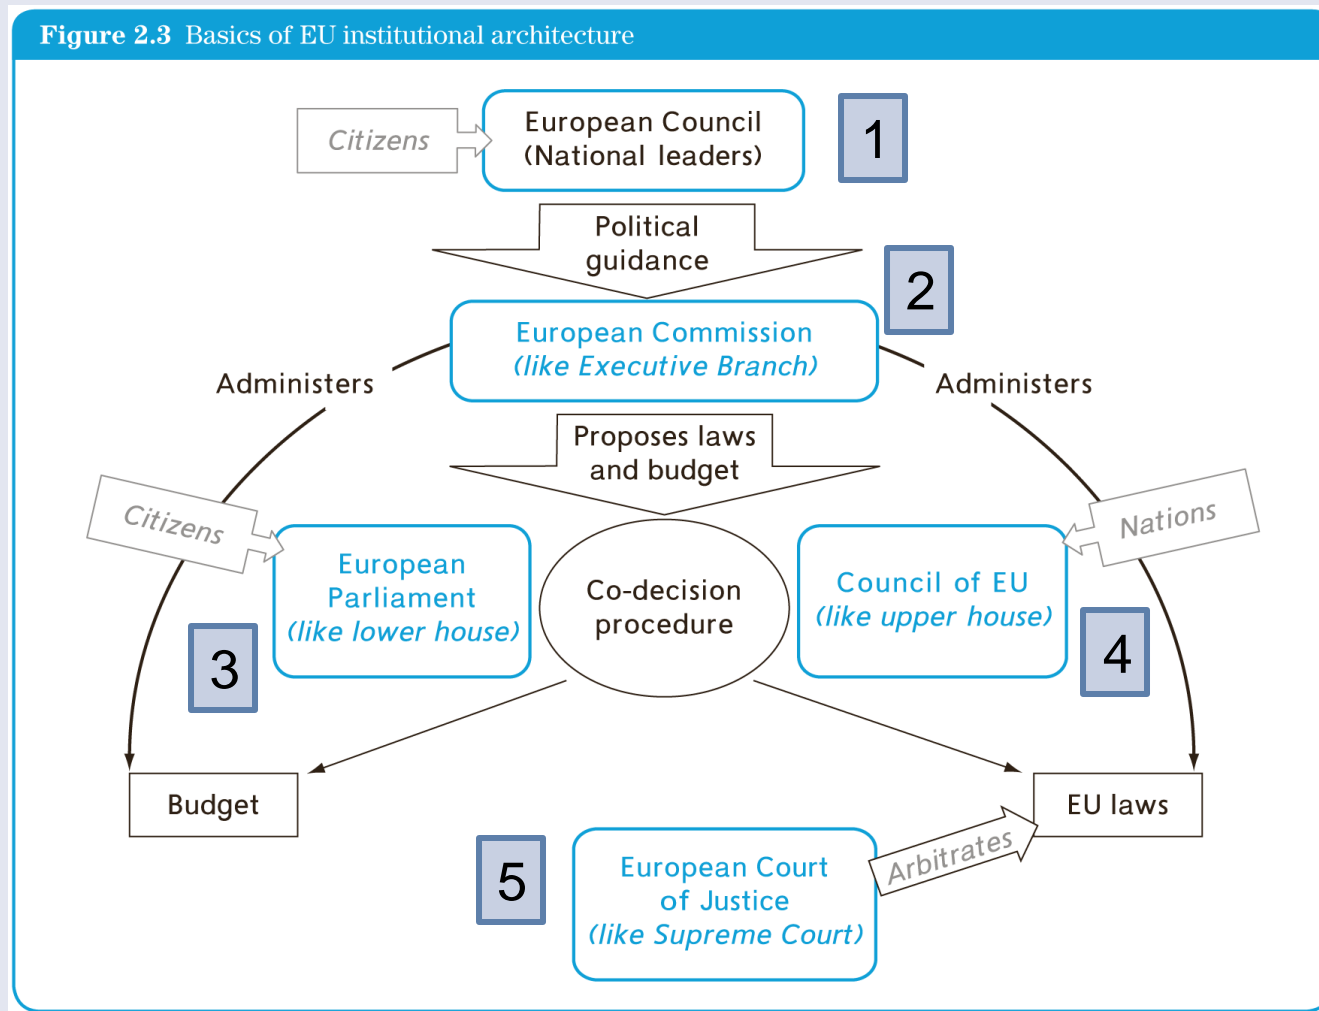 Figure 2.3 Basics of EU institutional architecture
Citizens
European Council
(National leaders)
1
Political
guidance
2
European Commission
(like Executive Branch)
Administers
Administers
Proposes laws
and budget
Citizens
Nations
European
Parliament
(like lower house)
3
Co-decision
procedure
Council of EU
(like upper house)
4
Budget
EU laws
5
European Court
of Justice
(like Supreme Court)
Arbitrates